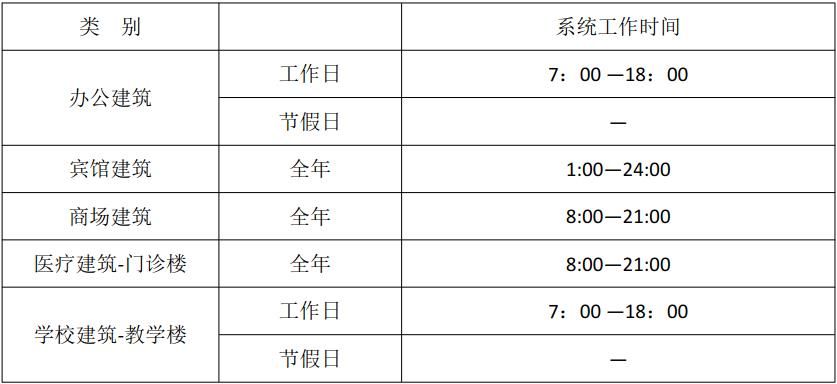 类 别 系统工作时间
办公建筑 工作日 7：00 —18：00
节假日 —
宾馆建筑 全年 1:00—24:00
商场建筑 全年 8:00—21:00
医疗建筑-门诊楼 全年 8:00—21:00
学校建筑-教学楼 工作日 7：00 —18：00
节假日 —